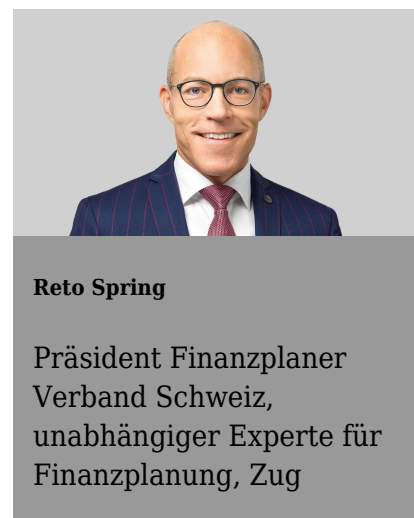 Reto Spring
Präsident Finanzplaner
Verband Schweiz,
unabhängiger Experte für
Finanzplanung, Zug